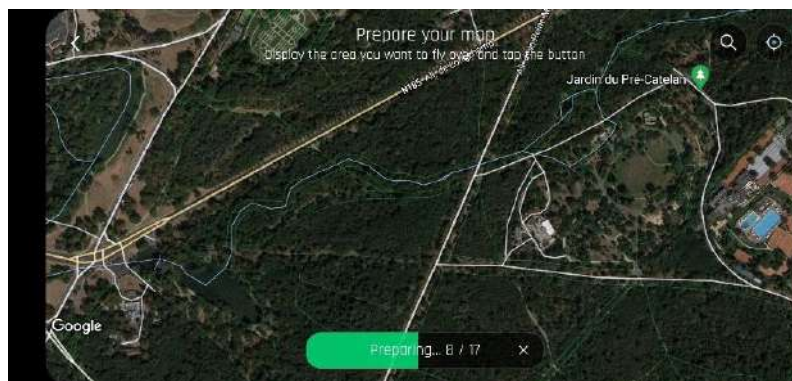 Prepare your map
Display the area you want to fly over and tap the button
Jardin du Pré-Catelan
Google
Preparing... 8 / 17